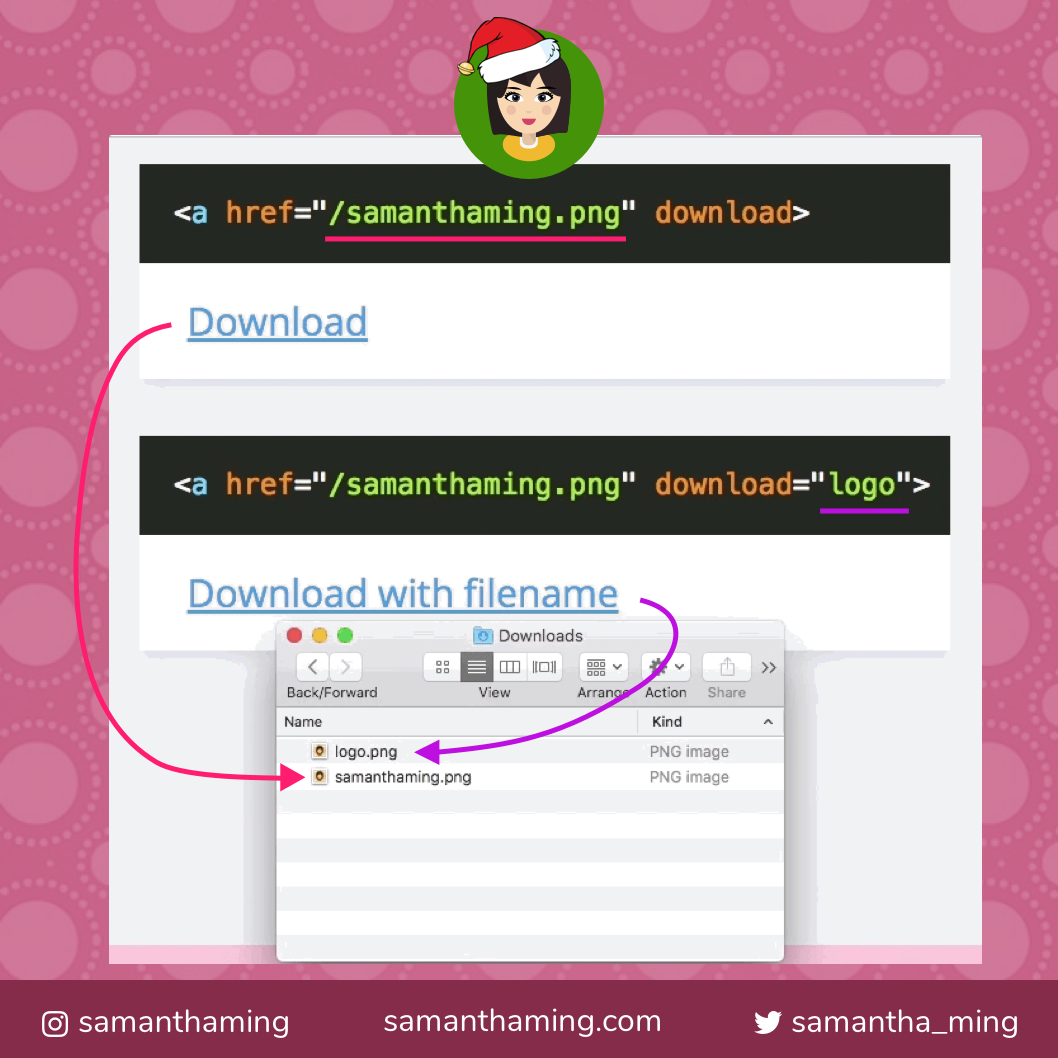 <a href="/samanthaming.png" download>
Download
<a href="/samanthaming.png" download="logo">
Download with filename
Downloads
Back/Forward View Arrange Action Share
Name Kind
logo.png PNG image
samanthaming.png PNG image
samanthaming samanthaming.com samantha_ming